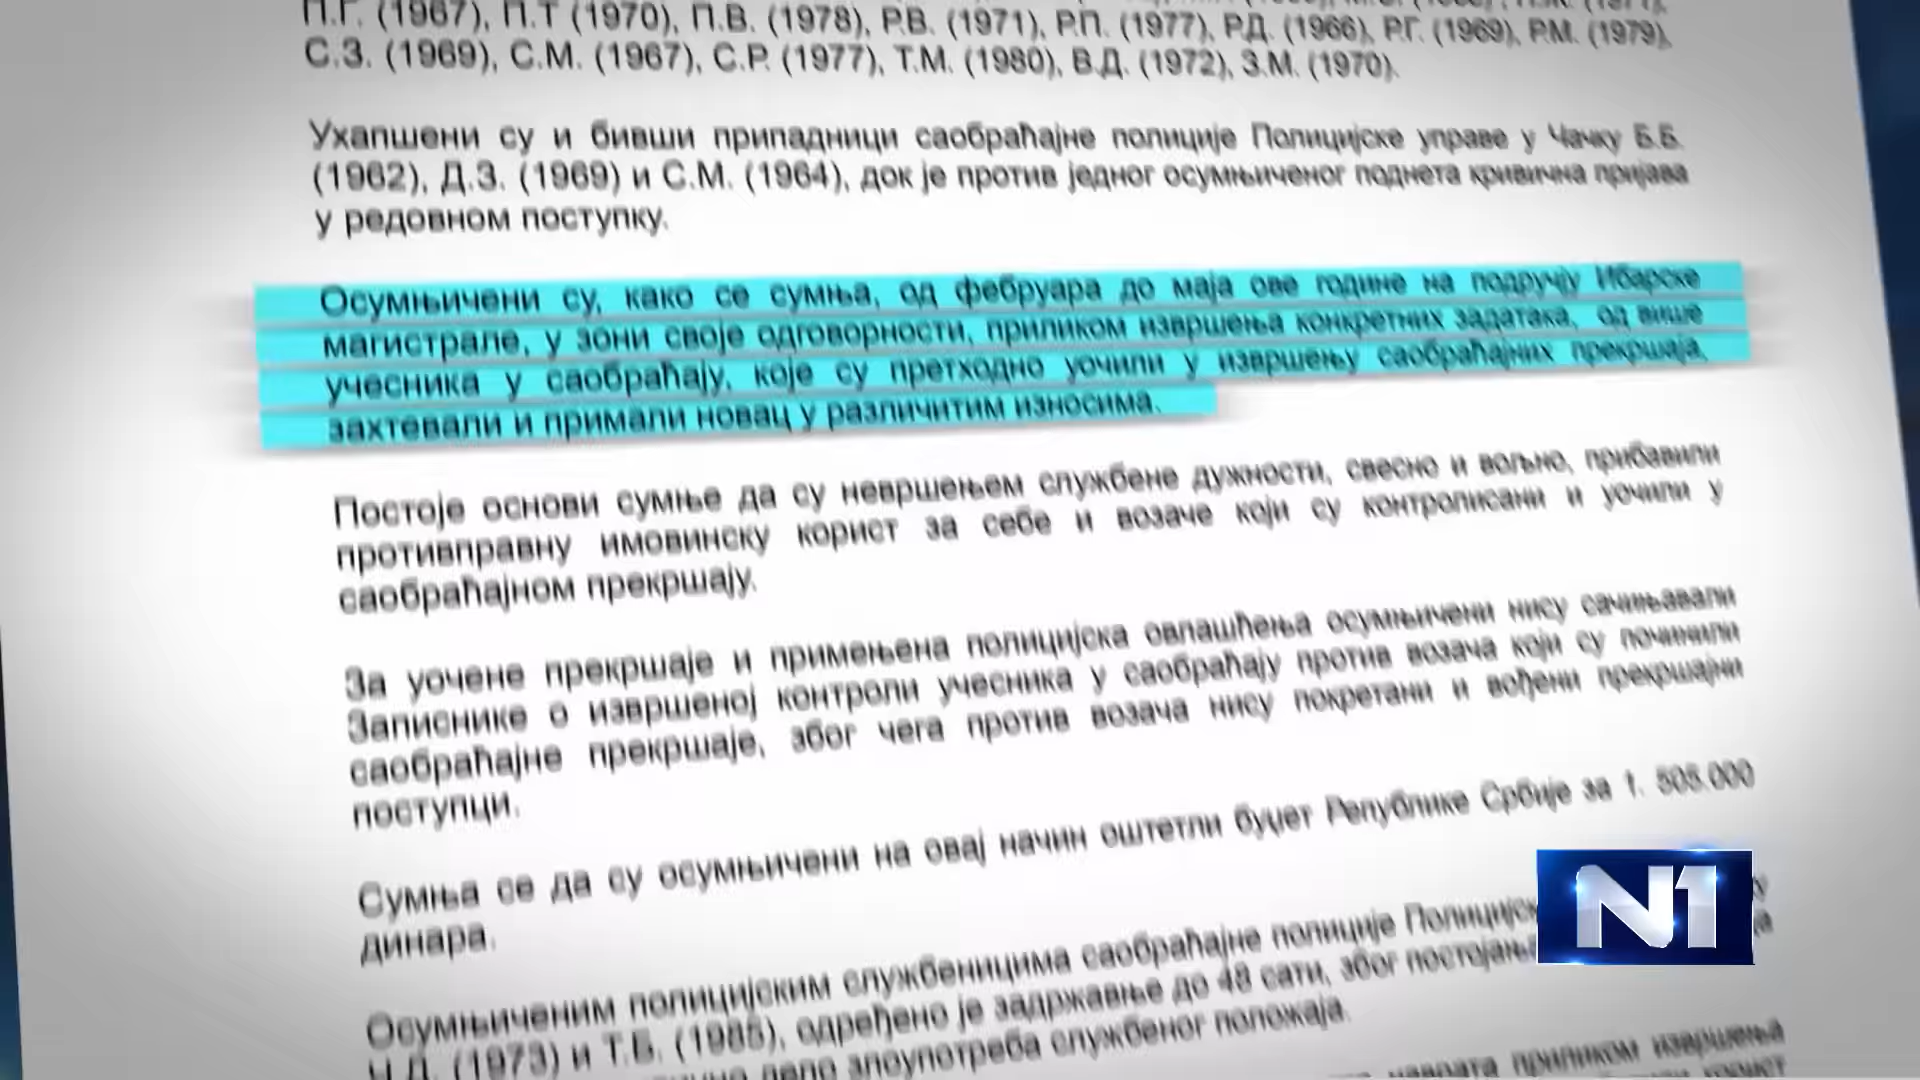 П.Г. (1967), П.Т (1970), П.В. (1978), Р.В. (1971), Р.П. (1977), Р.Д. (1966), Р.Г. (1969), Р.М. (1979),
С.З. (1969), С.М. (1967), С.Р. (1977), Т.М. (1980), В.Д. (1972), З.М. (1970).
Ухапшени су и бивши припадници саобраћајне полиције Полицијске управе у Чачку Б.Б.
(1962), Д.З. (1969) и С.М. (1964), док је против једног осумњиченог поднета кривична пријава
у редовном поступку.
Осумњичени су, како се сумња, од фебруара до маја ове године на подручју Ибарске
магистрале, у зони своје одговорности, приликом извршења конкретних задатака, од више
учесника у саобраћају, које су претходно уочили у извршењу саобраћајних прекршаја,
захтевали и примали новац у различитим износима.
Постоје основи сумње да су невршењем службене дужности, свесно и вољно, прибавили
противправну имовинску корист за себе и возаче који су контролисани и уочили у
саобраћајном прекршају.
За уочене прекршаје и примењена полицијска овлашћења осумњичени нису сачињавали
Записнике о извршеној контроли учесника у саобраћају против возача који су починили
саобраћајне прекршаје, због чега против возача нису покретани и вођени прекршајни
поступци.
Сумња се да су осумњичени на овај начин оштетли буџет Републике Србије за 1. 505.000
динара.
N1
Осумњиченим полицијским службеницима саобраћајне полиције
Н.Д. (1973) и Т.Б. (1985), одређено је задржавање до 48 сати, због
дело злоупотреба службеног положаја.
приликом извршења